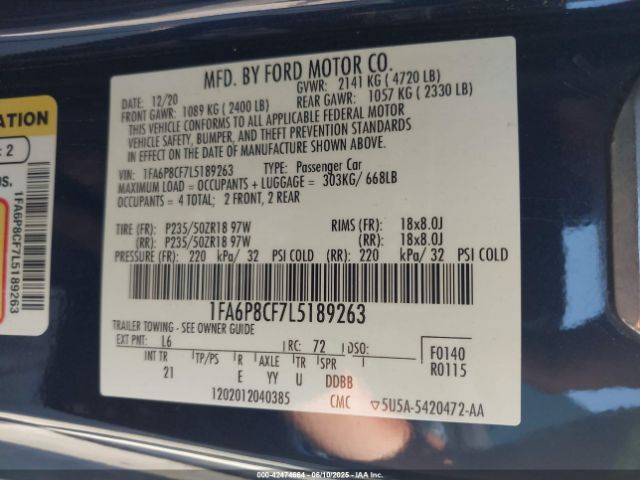 MFD. BY FORD MOTOR CO.
DATE: 12/20
GVWR: 2141 KG ( 4720 LB)
FRONT GAWR: 1089 KG ( 2400 LB)
REAR GAWR: 1057 KG ( 2330 LB)
THIS VEHICLE CONFORMS TO ALL APPLICABLE FEDERAL MOTOR
VEHICLE SAFETY, BUMPER, AND THEFT PREVENTION STANDARDS
IN EFFECT ON THE DATE OF MANUFACTURE SHOWN ABOVE.
VIN: 1FA6P8CF7L5189263 TYPE: Passenger Car
MAXIMUM LOAD = OCCUPANTS + LUGGAGE = 303KG/ 668LB
OCCUPANTS = 4 TOTAL; 2 FRONT, 2 REAR
TIRE (FR): P235/50ZR18 97W RIMS (FR): 18x8.0J
(RR): P235/50ZR18 97W (RR): 18x8.0J
PRESSURE (FR): 220 kPa/ 32 PSI COLD (RR): 220 kPa/ 32 PSI COLD
1FA6P8CF7L5189263
TRAILER TOWING - SEE OWNER GUIDE
EXT PNT: L6 RC: 72 DSO:
INT TR TP/PS R AXLE TR SPR
21 E YY U DDBB
F0140
R0115
1202012040385 CMC ▽5U5A-5420472-AA
ATION
: 2
OS.
1FA6P8CF7L5189263
00-42474664 - 06/10/2025 - IAAI, Inc.